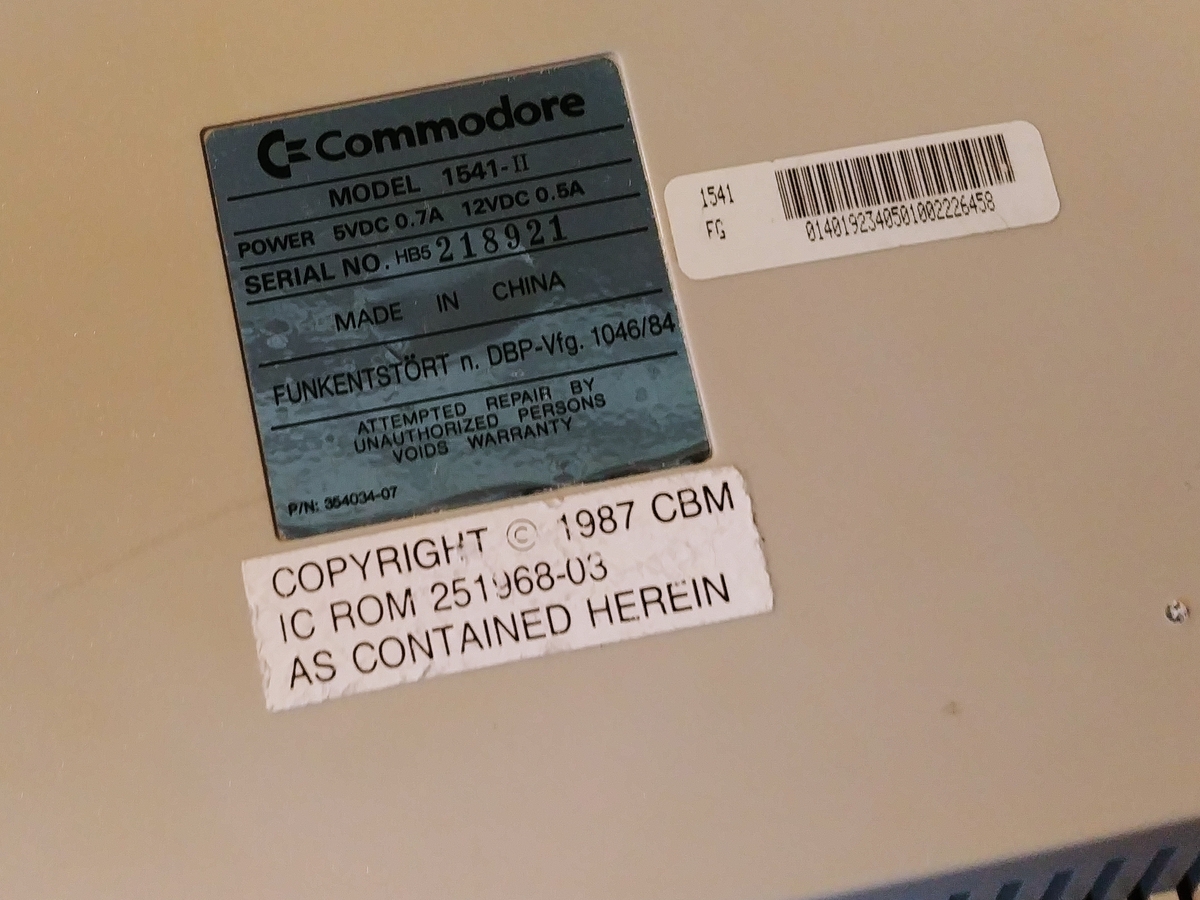 Commodore
MODEL 1541-II
POWER 5VDC 0.7A 12VDC 0.5A
SERIAL NO. HB5 218921
MADE IN CHINA
FUNKENTSTÖRT n. DBP-Vfg. 1046/84
ATTEMPTED REPAIR BY
UNAUTHORIZED PERSONS
VOIDS WARRANTY
P/N: 354034-07
1541
FG
0140192340501002226458
COPYRIGHT © 1987 CBM
IC ROM 251968-03
AS CONTAINED HEREIN